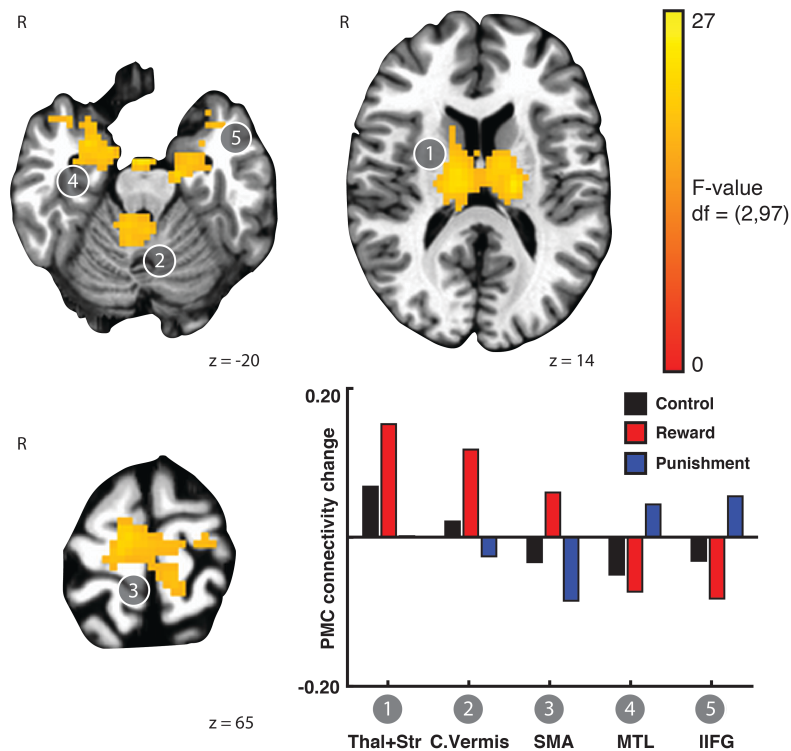 R
R
27
5
4
1
2
F-value
df = (2,97)
0
z = -20
z = 14
R
3
z = 65
0.20
Control
Reward
Punishment
PMC connectivity change
-0.20
1 2 3 4 5
Thal+Str C.Vermis SMA MTL lIFG